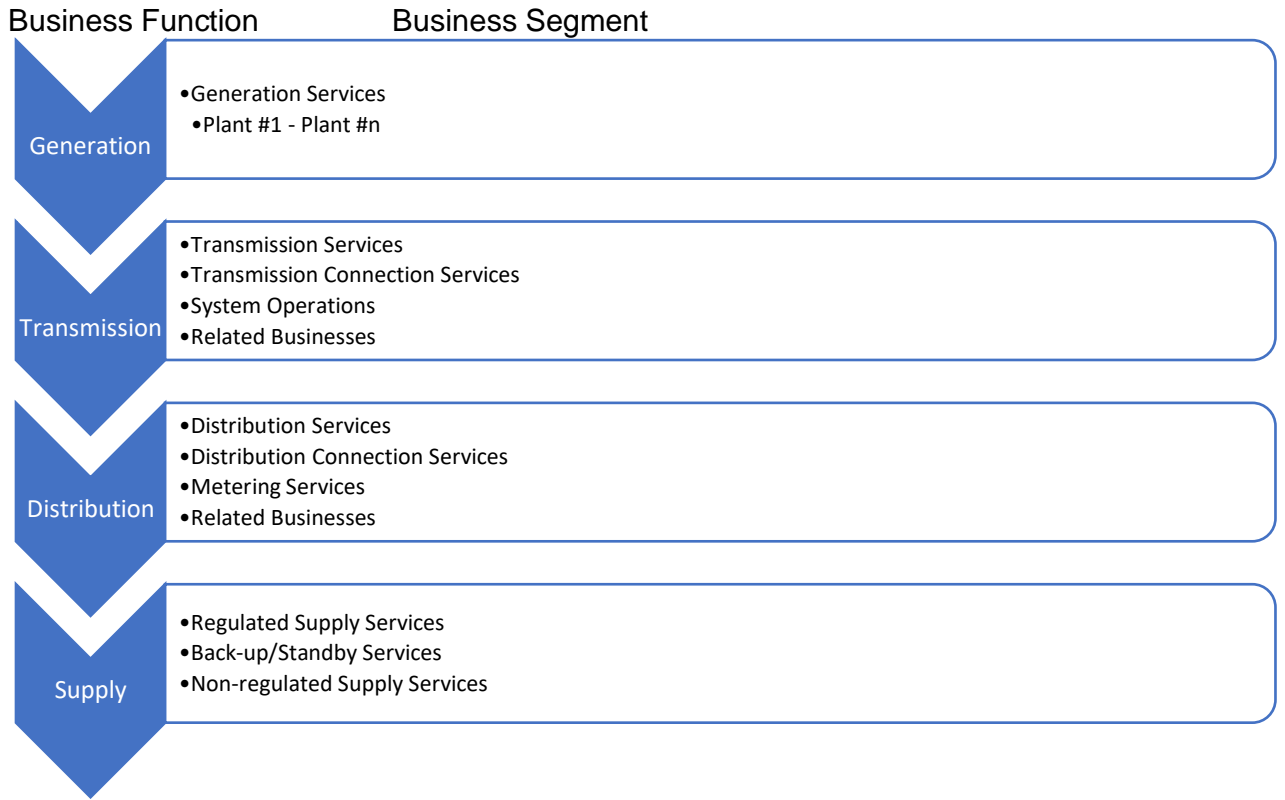 Business Function Business Segment
Generation
•Generation Services
•Plant #1 - Plant #n
Transmission
•Transmission Services
•Transmission Connection Services
•System Operations
•Related Businesses
Distribution
•Distribution Services
•Distribution Connection Services
•Metering Services
•Related Businesses
Supply
•Regulated Supply Services
•Back-up/Standby Services
•Non-regulated Supply Services